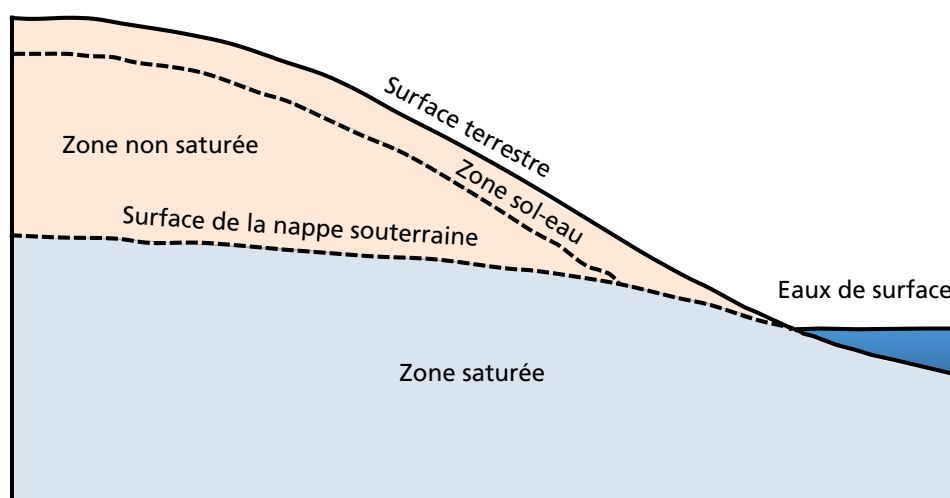 Surface terrestre
Zone non saturée
Zone sol-eau
Surface de la nappe souterraine
Eaux de surface
Zone saturée